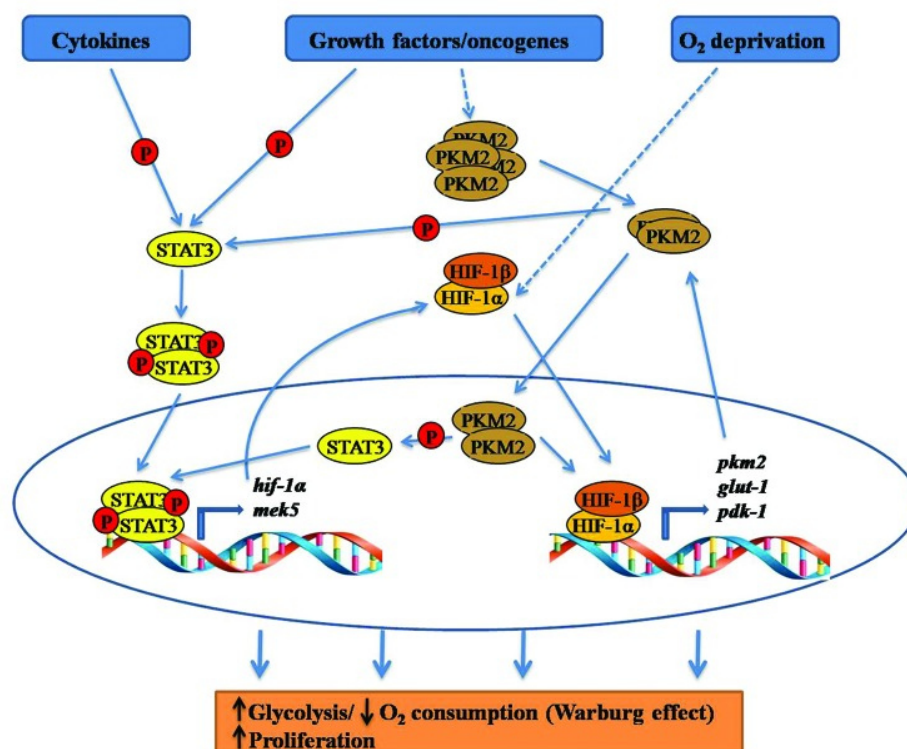 Cytokines
Growth factors/oncogenes
O2 deprivation
P
P
PKM2
PKM2
PKM2
P
PKM2
STAT3
HIF-1β
HIF-1α
STAT3
P
P
STAT3
PKM2
PKM2
P
STAT3
pkm2
glut-1
pdk-1
hif-1α
mek5
STAT3
P
P
STAT3
HIF-1β
HIF-1α
↑Glycolysis/ ↓ O2 consumption (Warburg effect)
↑Proliferation